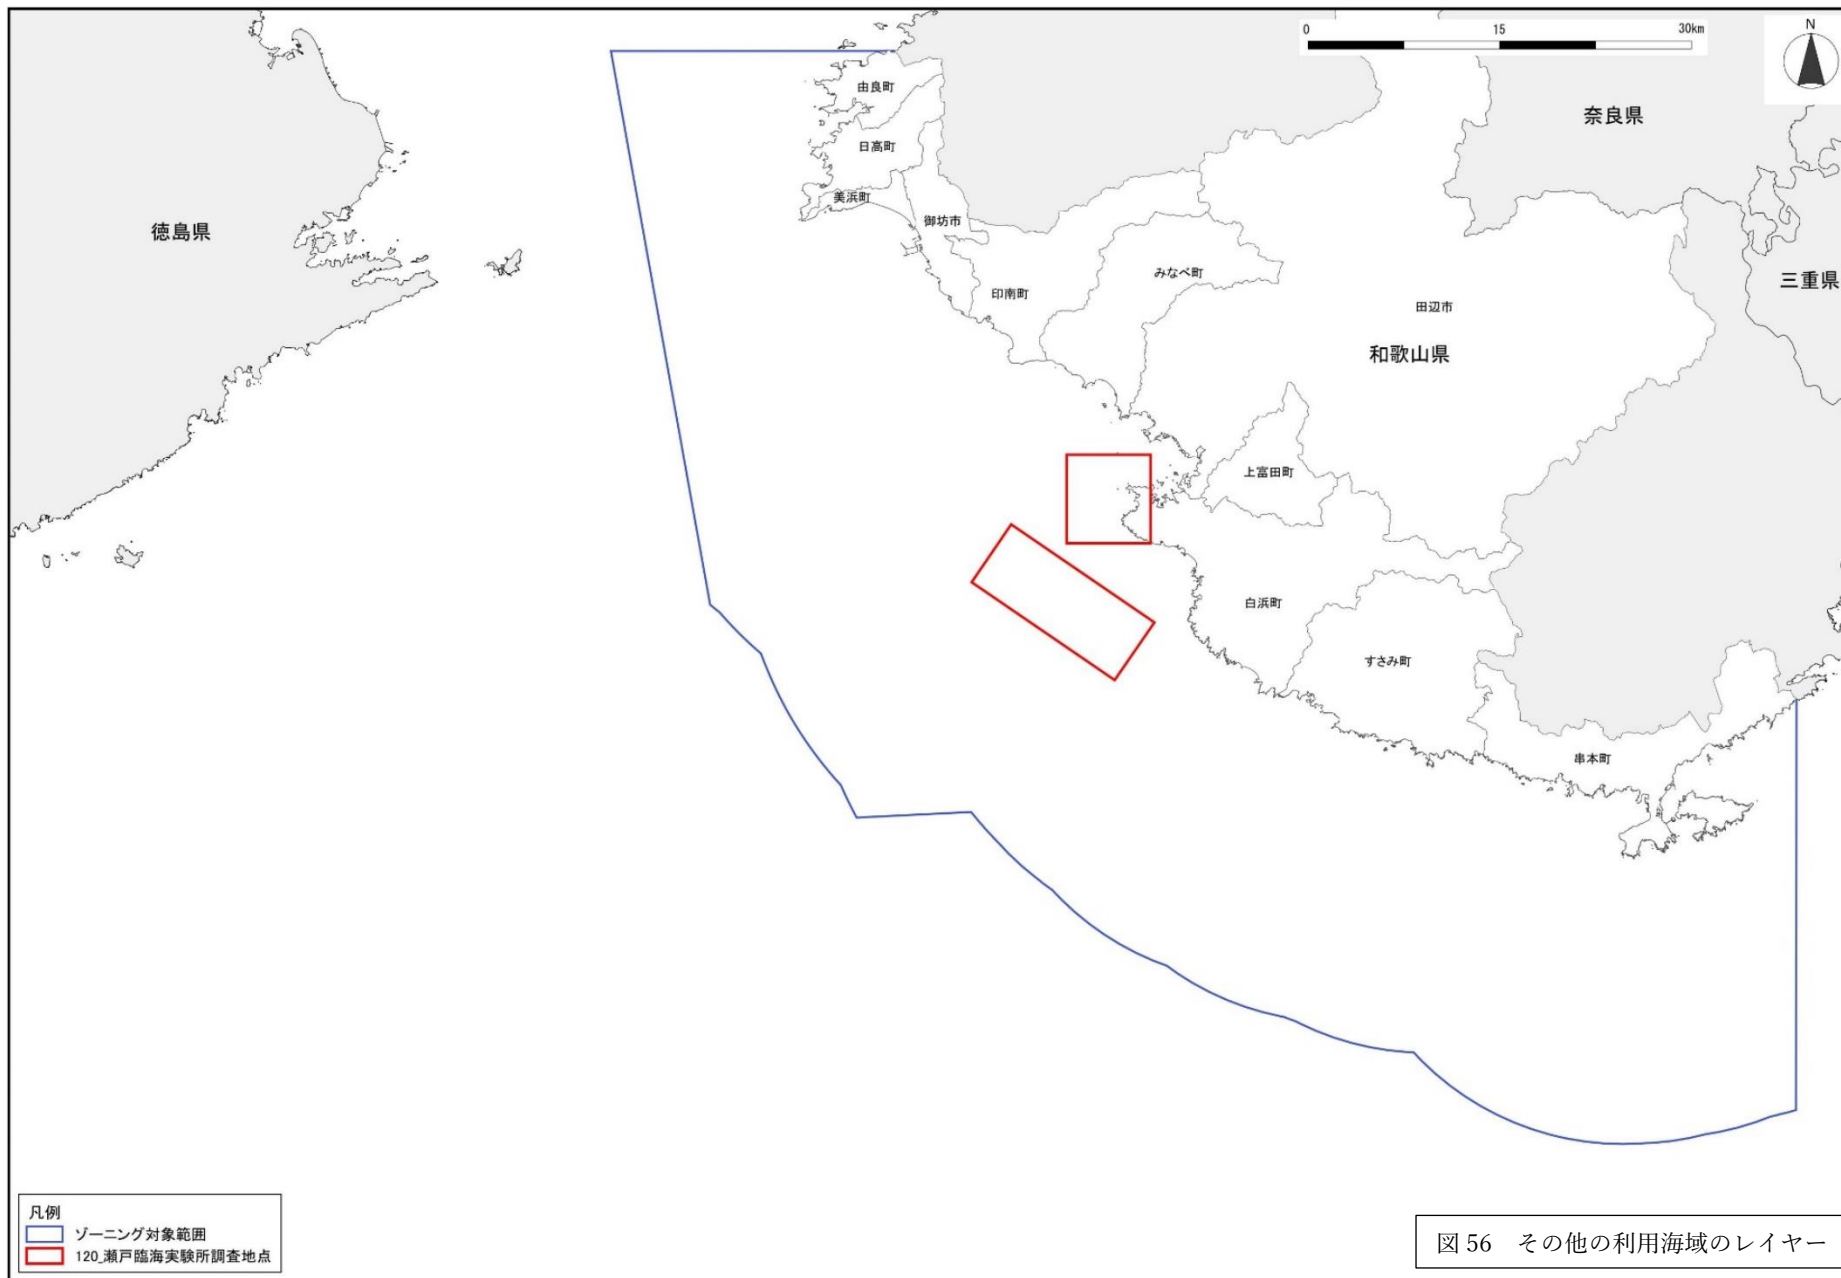 0 15 30km
N
由良町
奈良県
日高町
美浜町
御坊市
徳島県
みなべ町
三重県
印南町
田辺市
和歌山県
上富田町
白浜町
すさみ町
串本町
凡例
ゾーニング対象範囲
120_瀬戸臨海実験所調査地点
図 56 その他の利用海域のレイヤー